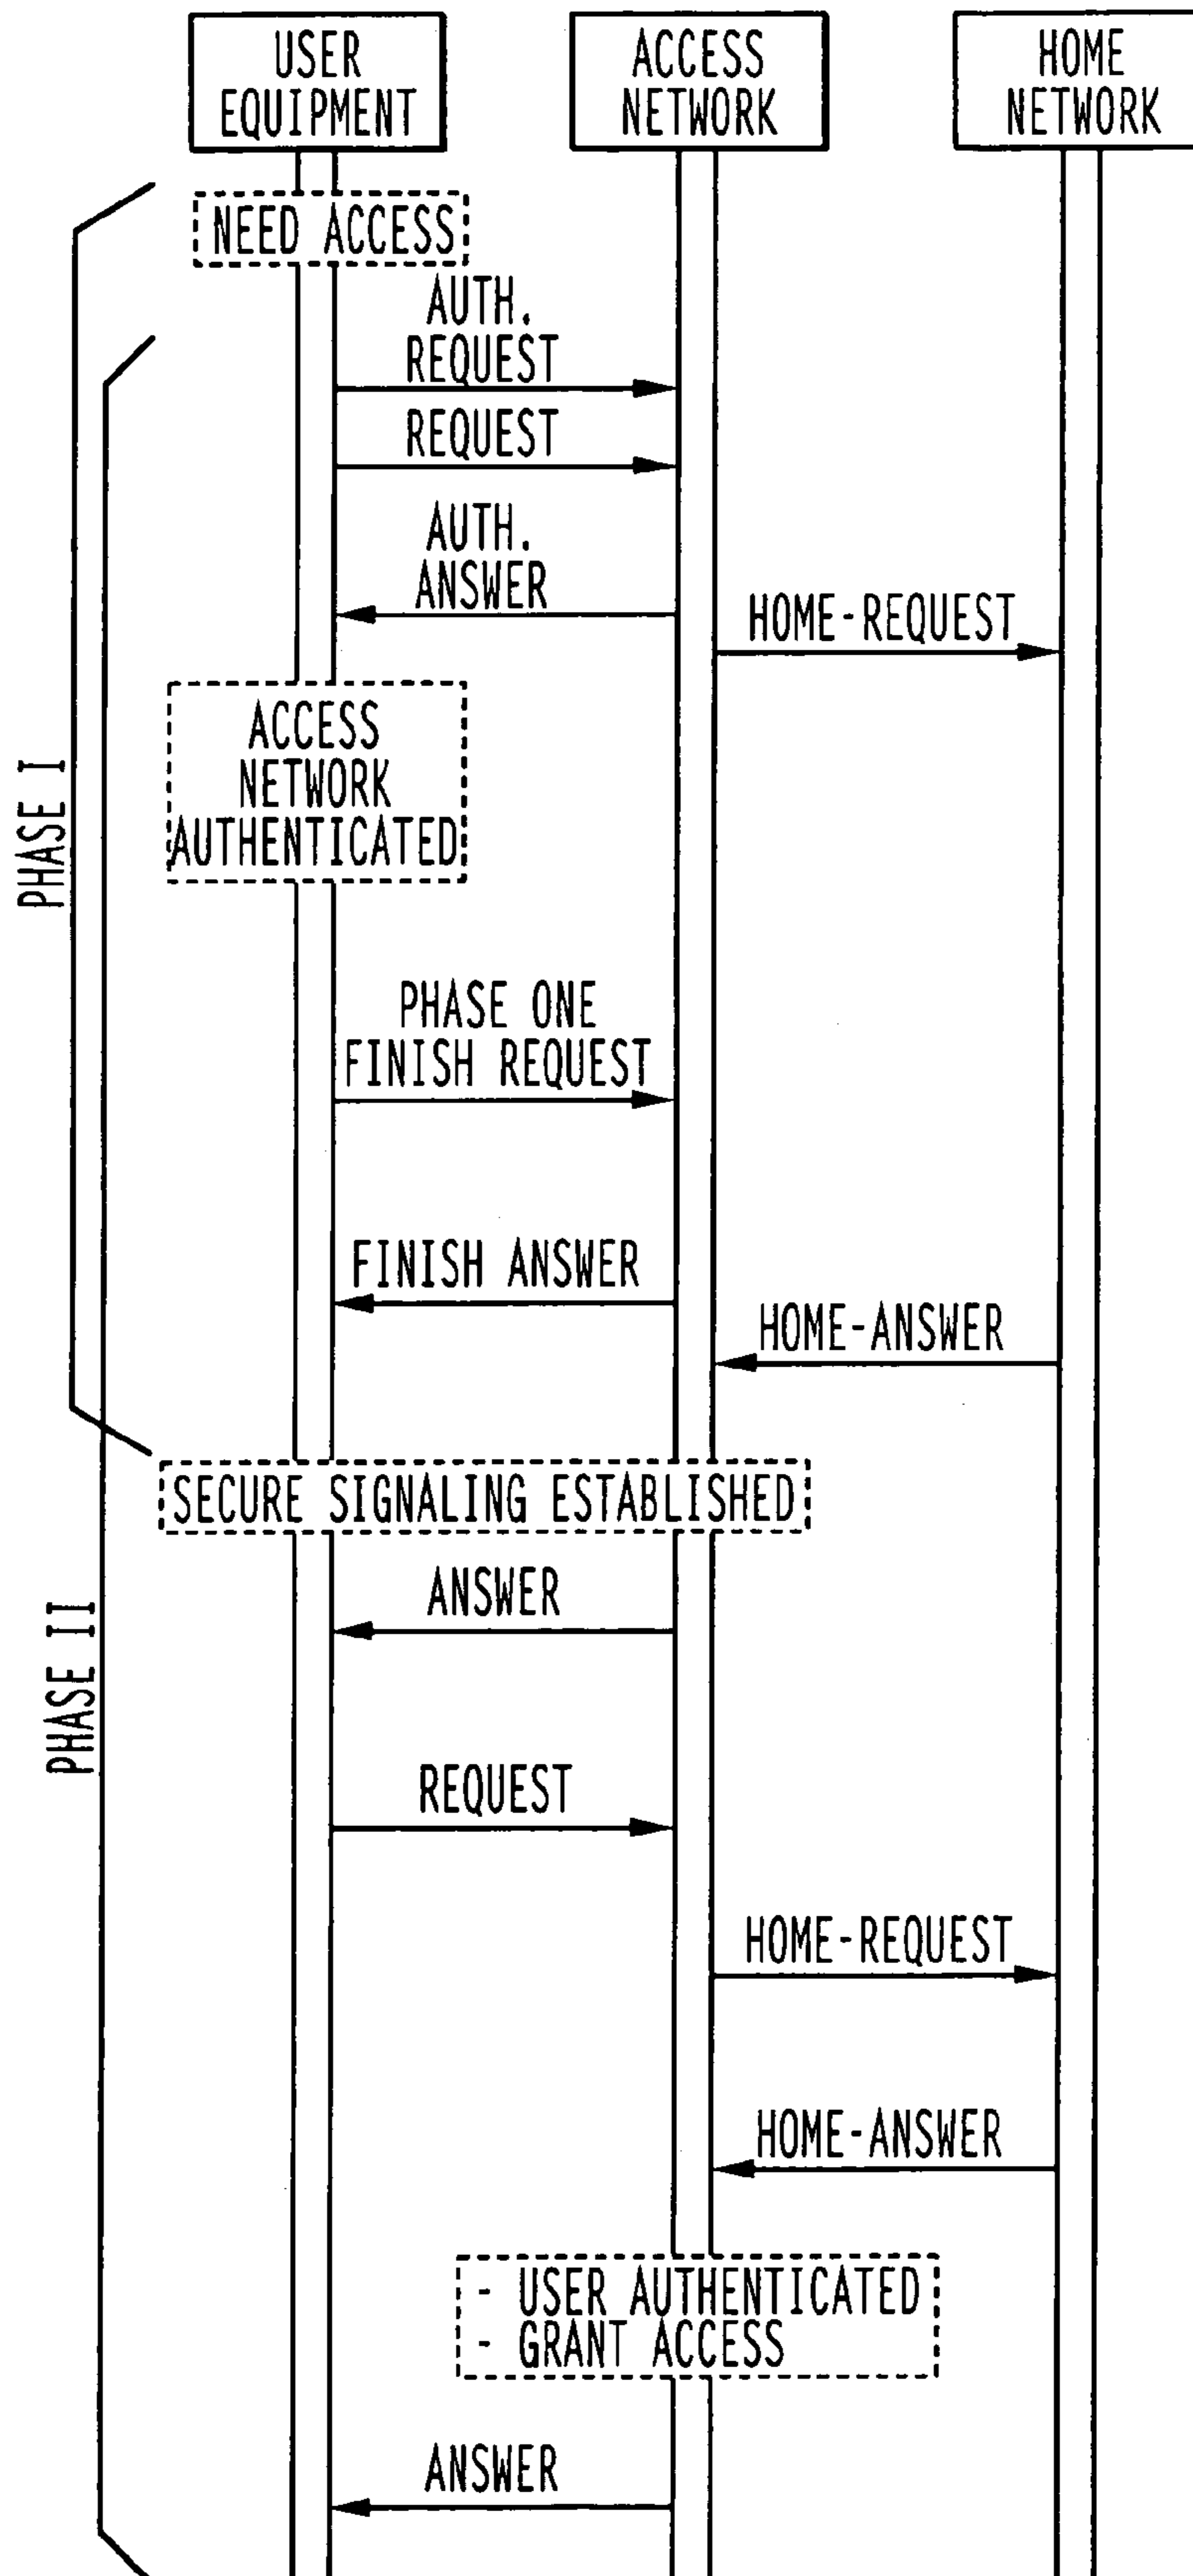 USER
EQUIPMENT
ACCESS
NETWORK
HOME
NETWORK
NEED ACCESS
AUTH.
REQUEST
REQUEST
AUTH.
ANSWER
HOME-REQUEST
ACCESS
NETWORK
AUTHENTICATED
PHASE I
PHASE ONE
FINISH REQUEST
FINISH ANSWER
HOME-ANSWER
SECURE SIGNALING ESTABLISHED
ANSWER
PHASE II
REQUEST
HOME-REQUEST
HOME-ANSWER
- USER AUTHENTICATED
- GRANT ACCESS
ANSWER